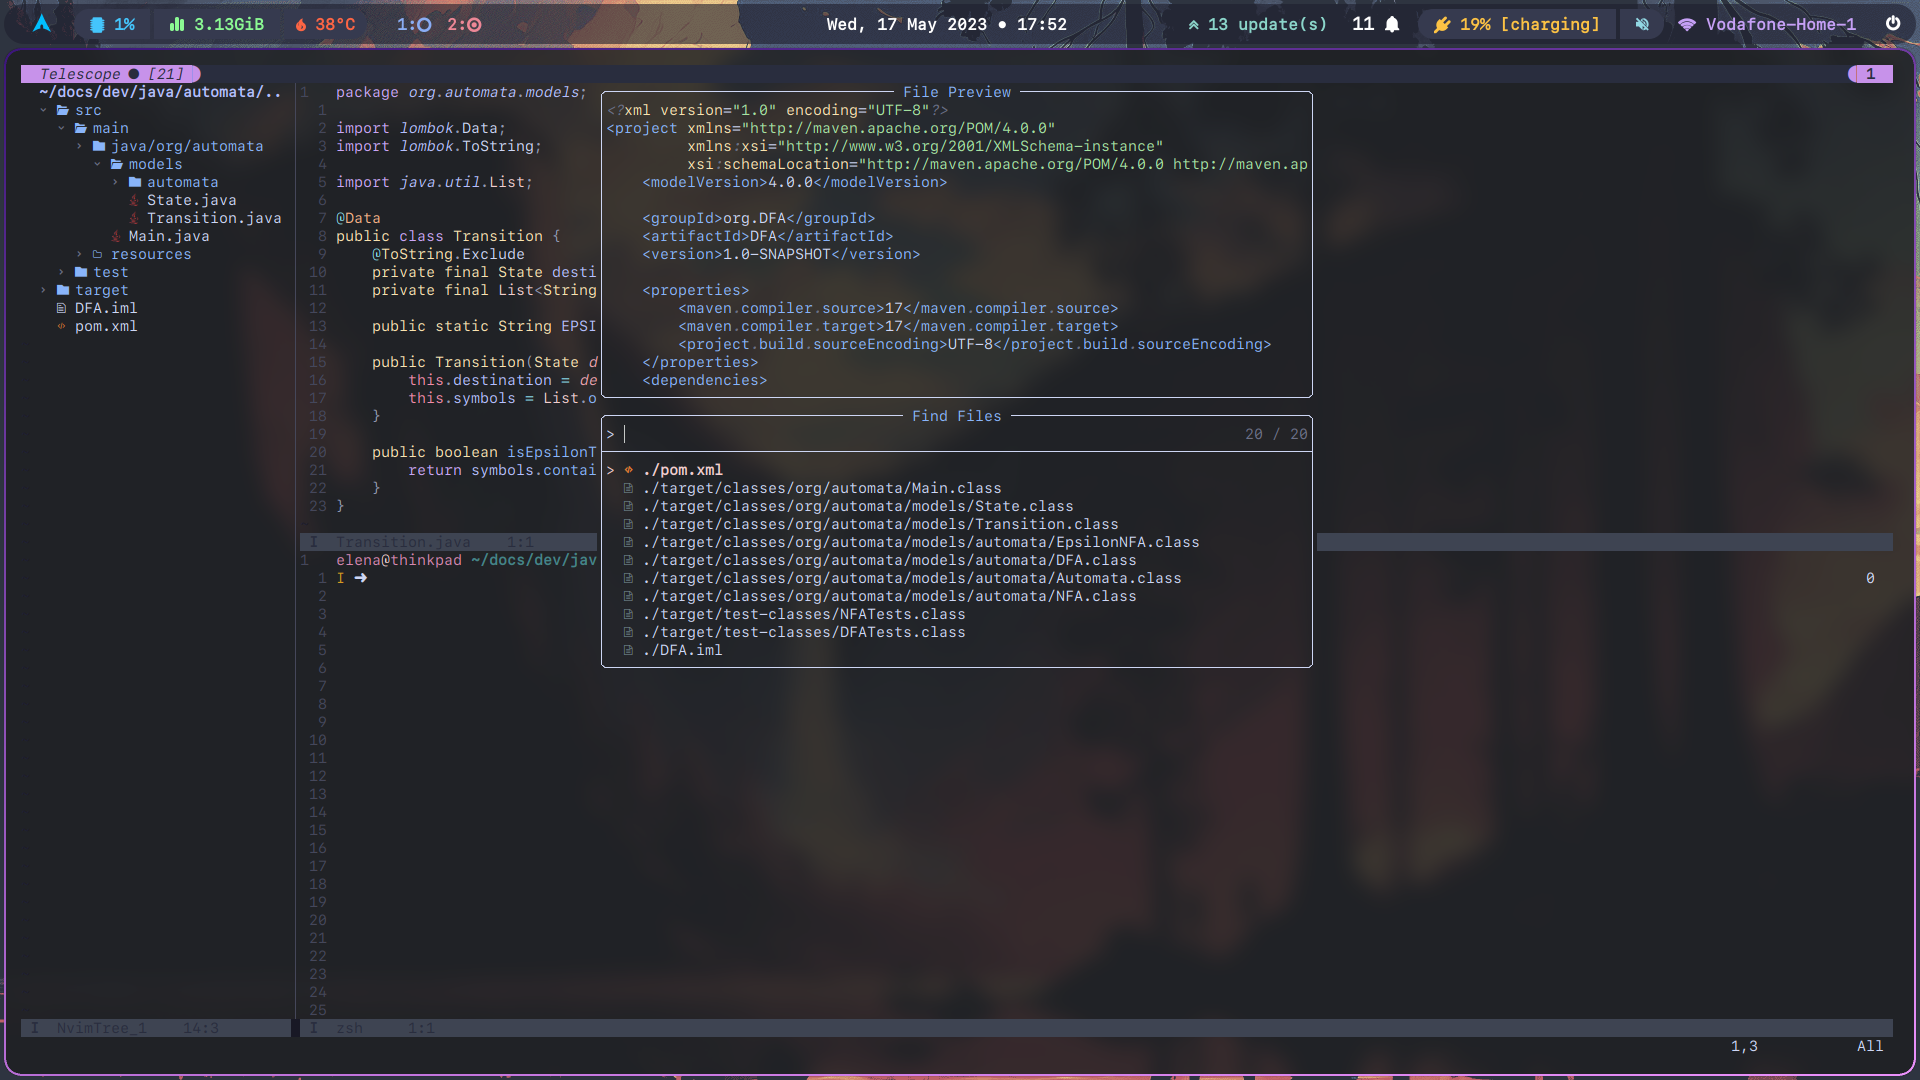 1% 3.13GiB 38°C 1: 2: Wed, 17 May 2023 • 17:52 13 update(s) 11 19% [charging] Vodafone-Home-1
Telescope ● [21] 1
~/docs/dev/java/automata/..
src
main
java/org/automata
models
automata
State.java
Transition.java
Main.java
resources
test
target
DFA.iml
pom.xml
1 package org.automata.models;
1
2 import lombok.Data;
3 import lombok.ToString;
4
5 import java.util.List;
6
7 @Data
8 public class Transition {
9 @ToString.Exclude
10 private final State desti
11 private final List<String
12
13 public static String EPSI
14
15 public Transition(State d
16 this.destination = de
17 this.symbols = List.o
18 }
19
20 public boolean isEpsilonT
21 return symbols.contai
22 }
23 }
I Transition.java 1:1
File Preview
<?xml version="1.0" encoding="UTF-8"?>
<project xmlns="http://maven.apache.org/POM/4.0.0"
xmlns:xsi="http://www.w3.org/2001/XMLSchema-instance"
xsi:schemaLocation="http://maven.apache.org/POM/4.0.0 http://maven.ap
<modelVersion>4.0.0</modelVersion>
<groupId>org.DFA</groupId>
<artifactId>DFA</artifactId>
<version>1.0-SNAPSHOT</version>
<properties>
<maven.compiler.source>17</maven.compiler.source>
<maven.compiler.target>17</maven.compiler.target>
<project.build.sourceEncoding>UTF-8</project.build.sourceEncoding>
</properties>
<dependencies>
Find Files
> 20 / 20
> ./pom.xml
./target/classes/org/automata/Main.class
./target/classes/org/automata/models/State.class
./target/classes/org/automata/models/Transition.class
./target/classes/org/automata/models/automata/EpsilonNFA.class
./target/classes/org/automata/models/automata/DFA.class
./target/classes/org/automata/models/automata/Automata.class
./target/classes/org/automata/models/automata/NFA.class
./target/test-classes/NFATests.class
./target/test-classes/DFATests.class
./DFA.iml
1 elena@thinkpad ~/docs/dev/jav
1 I ➜ 0
2
3
4
5
6
7
8
9
10
11
12
13
14
15
16
17
18
19
20
21
22
23
24
25
I NvimTree_1 14:3 I zsh 1:1
1,3 All